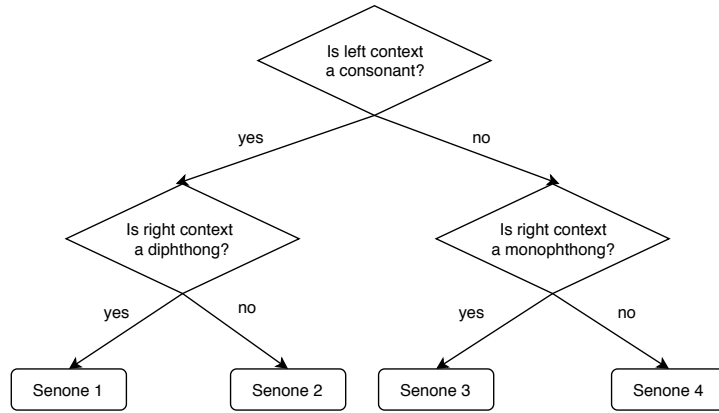 Is left context
a consonant?
yes
no
Is right context
a diphthong?
Is right context
a monophthong?
yes
no
yes
no
Senone 1
Senone 2
Senone 3
Senone 4